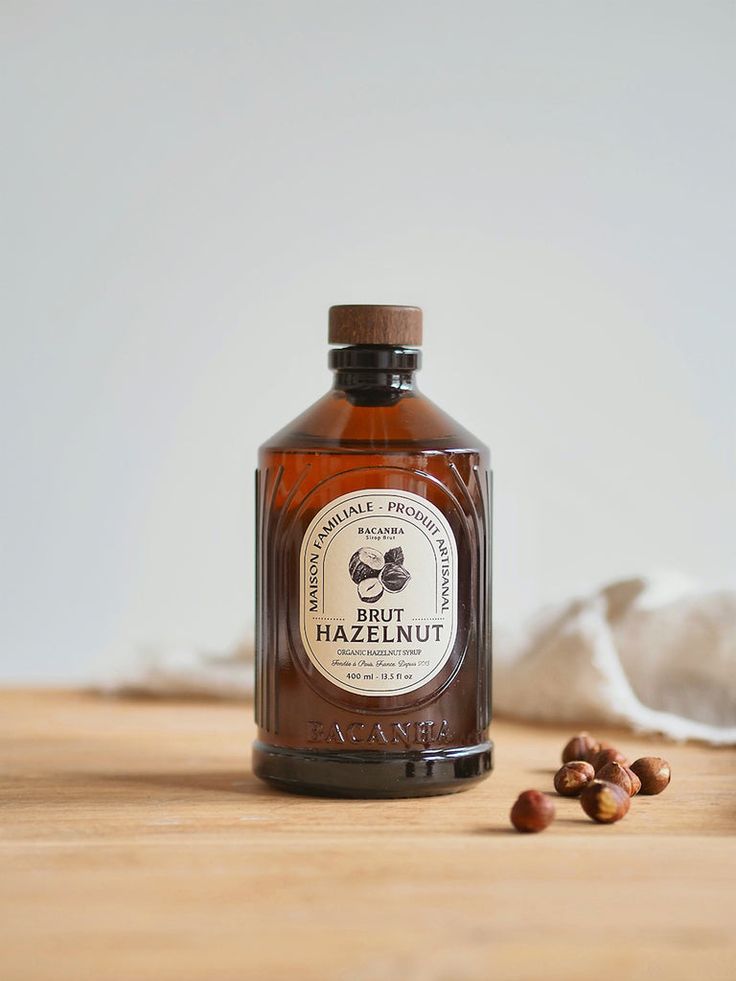 MAISON FAMILIALE - PRODUIT ARTISANAL
BACANHA
Sirop Brut
BRUT
HAZELNUT
ORGANIC HAZELNUT SYRUP
Fondée à Paris, France. Depuis 2013
400 ml - 13.5 fl oz
BACANHA